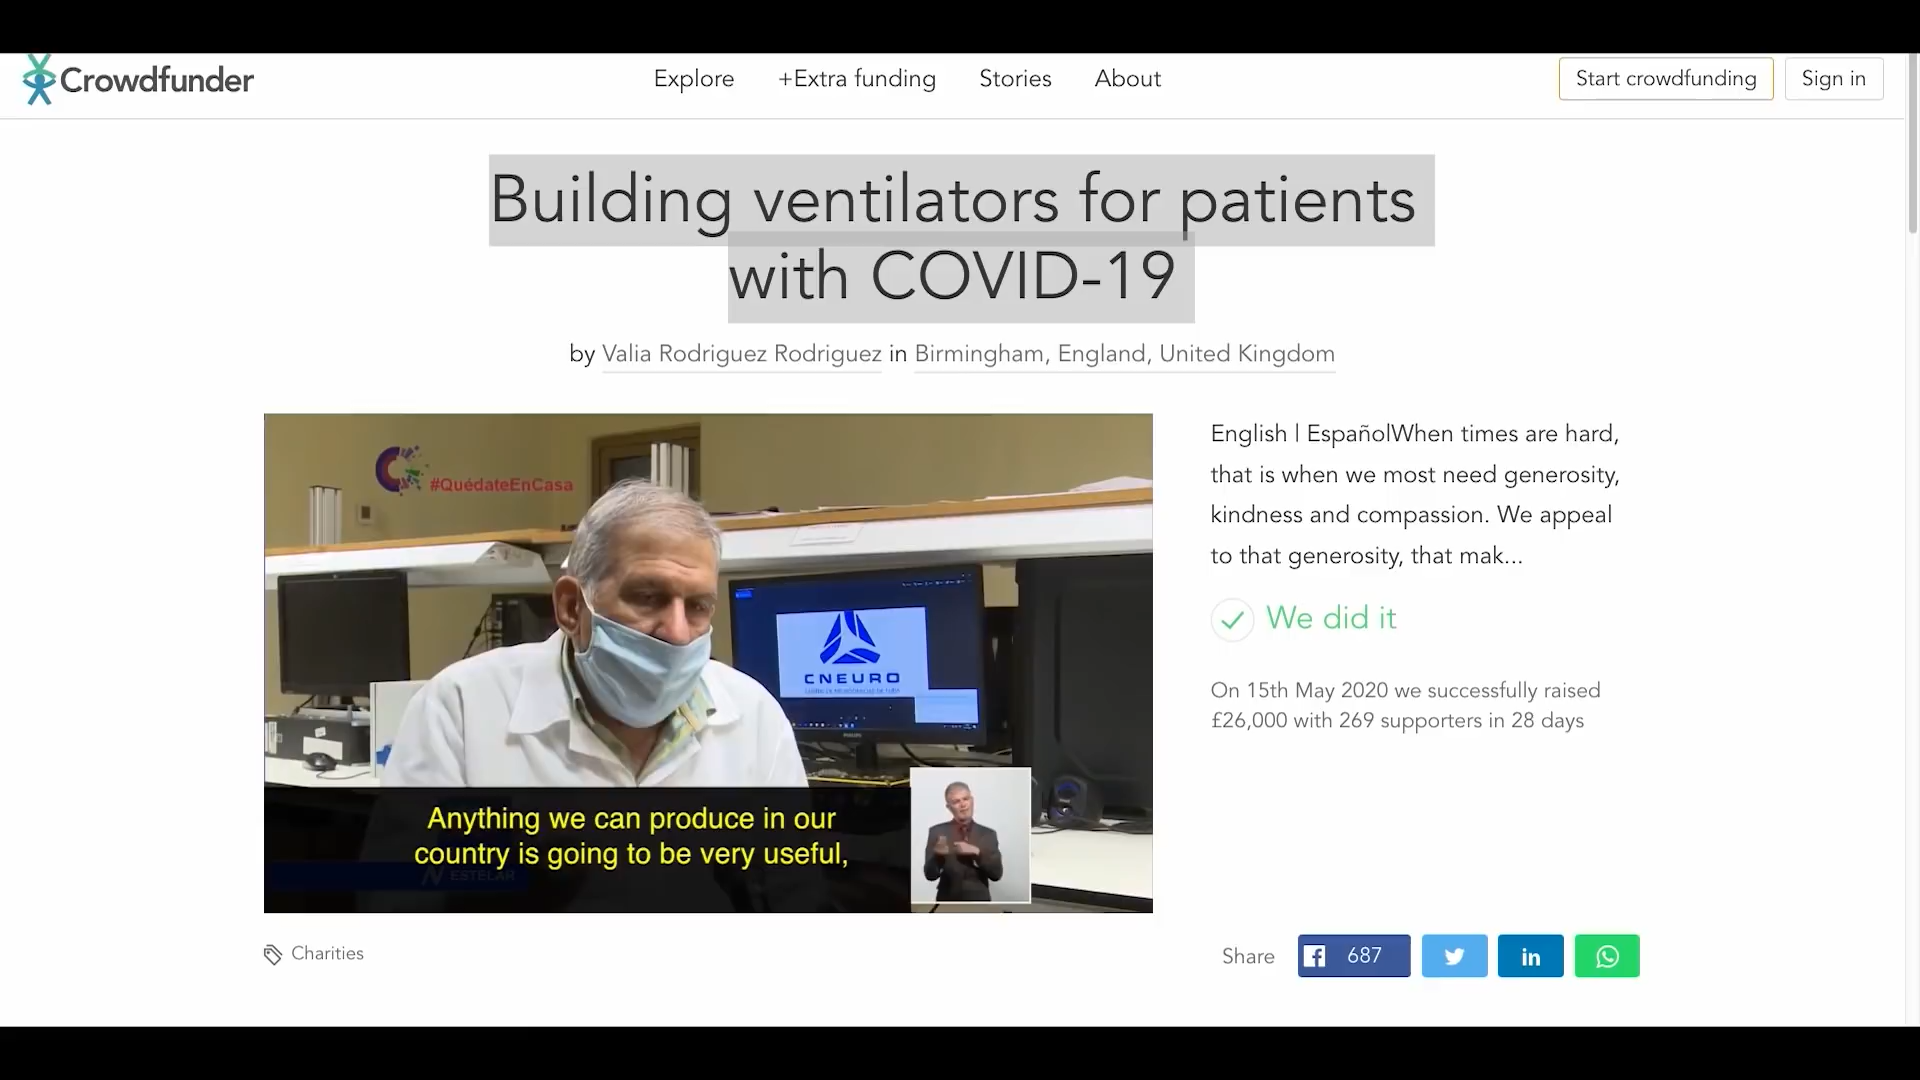 Crowdfunder
Explore
+Extra funding
Stories
About
Start crowdfunding
Sign in
Building ventilators for patients
with COVID-19
by Valia Rodriguez Rodriguez in Birmingham, England, United Kingdom
#QuédateEnCasa
CNEURO
PHILIPS
Anything we can produce in our
country is going to be very useful,
ESTELAR
English | EspañolWhen times are hard,
that is when we most need generosity,
kindness and compassion. We appeal
to that generosity, that mak...
We did it
On 15th May 2020 we successfully raised
£26,000 with 269 supporters in 28 days
Charities
Share
687